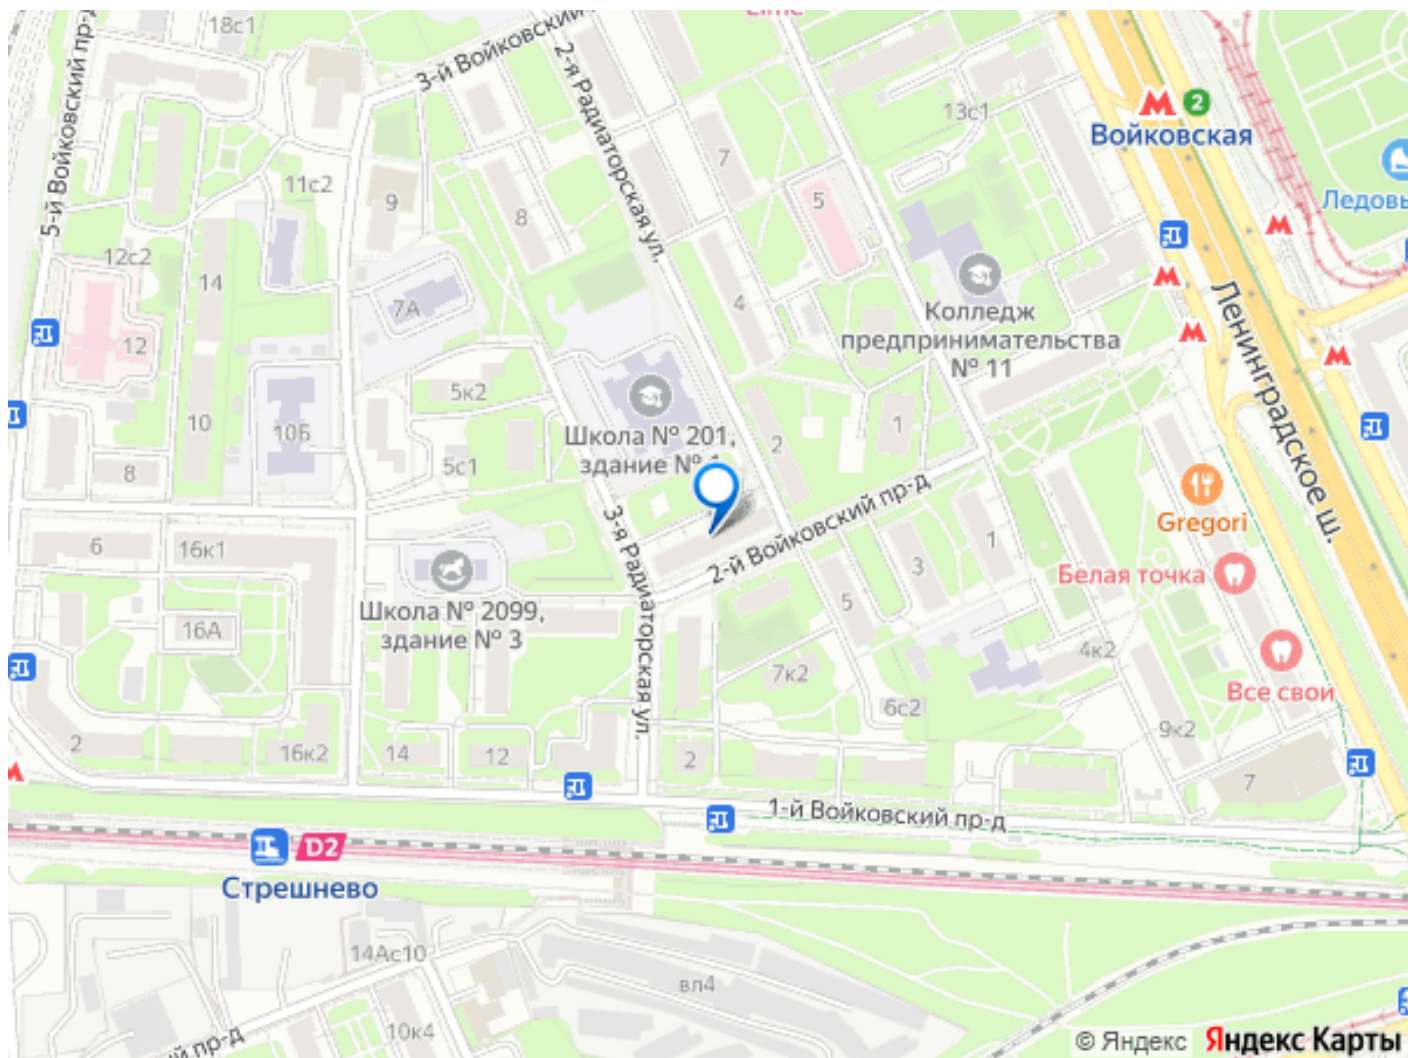 18с1
5-й Войковский пр-д
3-й Войковский
2-я Радиаторская ул.
13с1
2
Войковская
Ледовы
7
11с2
9
8
5
12с2
14
7А
4
Ленинградское ш.
Колледж
предпринимательства
№ 11
12
5к2
10
10Б
Школа № 201,
здание №
2
1
5с1
8
2-й Войковский пр-д
Gregori
3-я Радиаторская ул.
6
16к1
1
3
Белая точка
Школа № 2099,
здание № 3
5
16А
4к2
7к2
Все свои
6с2
9к2
2
16к2
14
12
2
7
1-й Войковский пр-д
D2
Стрешнево
14Ас10
вл4
10к4
ий пр-д
© Яндекс Яндекс Карты